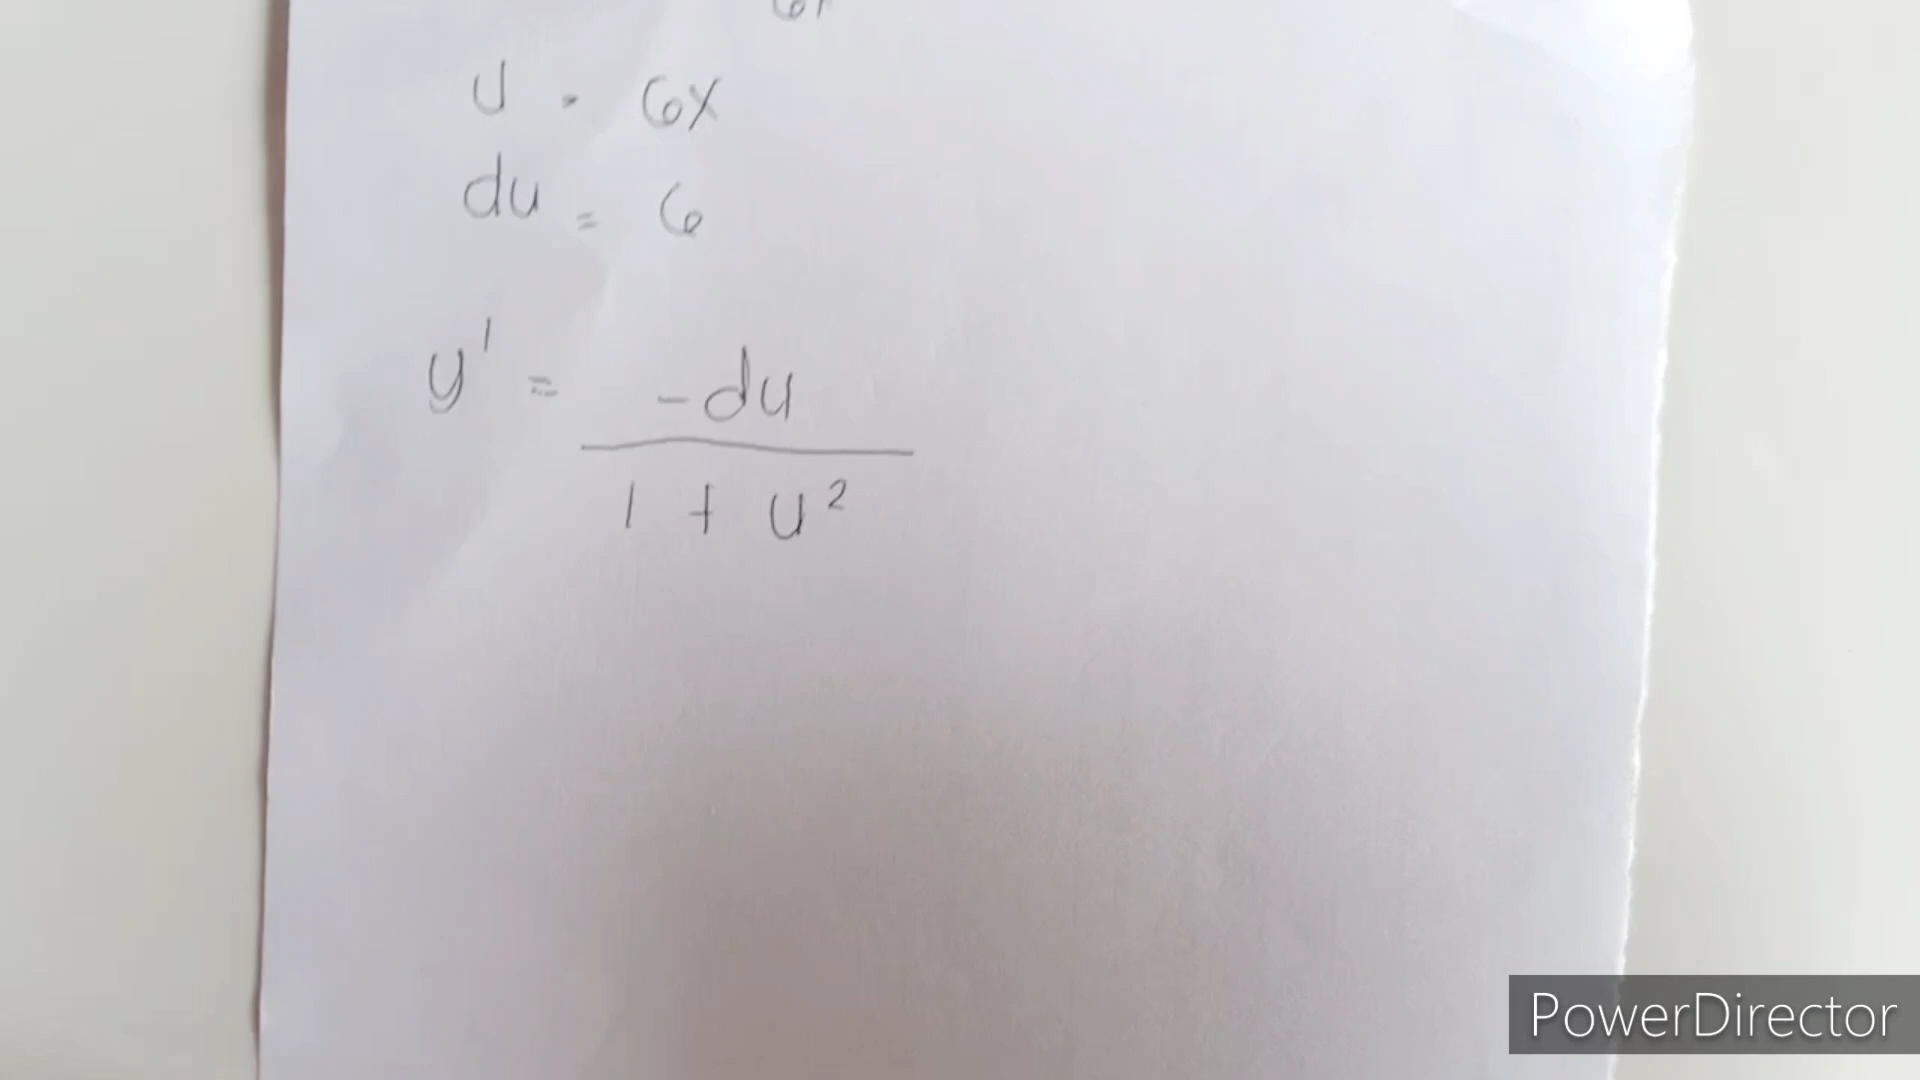 u = 6x
du = 6
y' = -du
1 + u²
PowerDirector